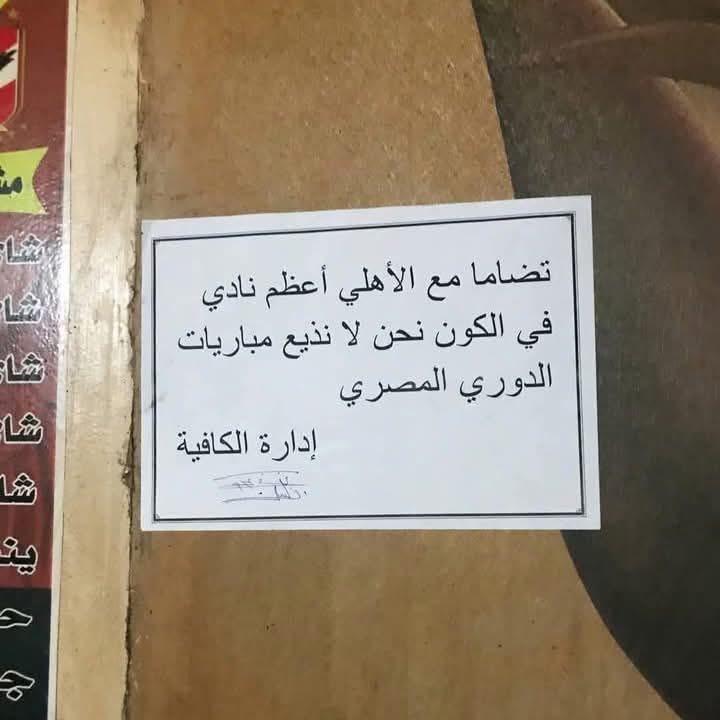 تضاما مع الأهلي أعظم نادي
في الكون نحن لا نذيع مباريات
الدوري المصري
إدارة الكافية